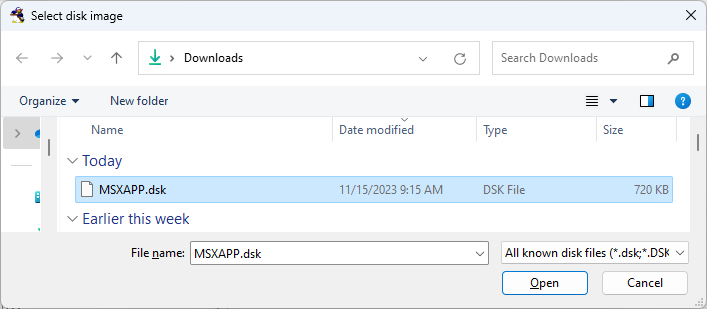 Select disk image
Downloads
Search Downloads
Organize New folder
?
Name Date modified Type Size
Today
MSXAPP.dsk 11/15/2023 9:15 AM DSK File 720 KB
Earlier this week
File name: MSXAPP.dsk All known disk files (*.dsk;*.DSK
Open Cancel